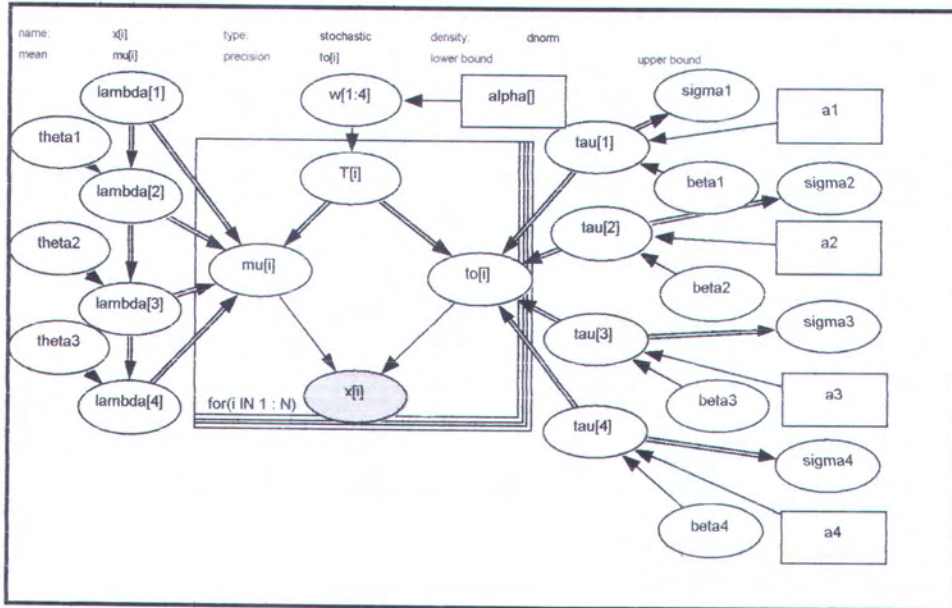 name: x[i] type: stochastic density: dnorm
mean mu[i] precision to[i] lower bound upper bound
lambda[1]
w[1:4]
alpha[]
sigma1
a1
theta1
tau[1]
T[i]
lambda[2]
beta1
sigma2
tau[2]
a2
theta2
mu[i]
to[i]
beta2
lambda[3]
sigma3
theta3
tau[3]
x[i]
a3
beta3
lambda[4]
for(i IN 1 : N)
tau[4]
sigma4
beta4
a4